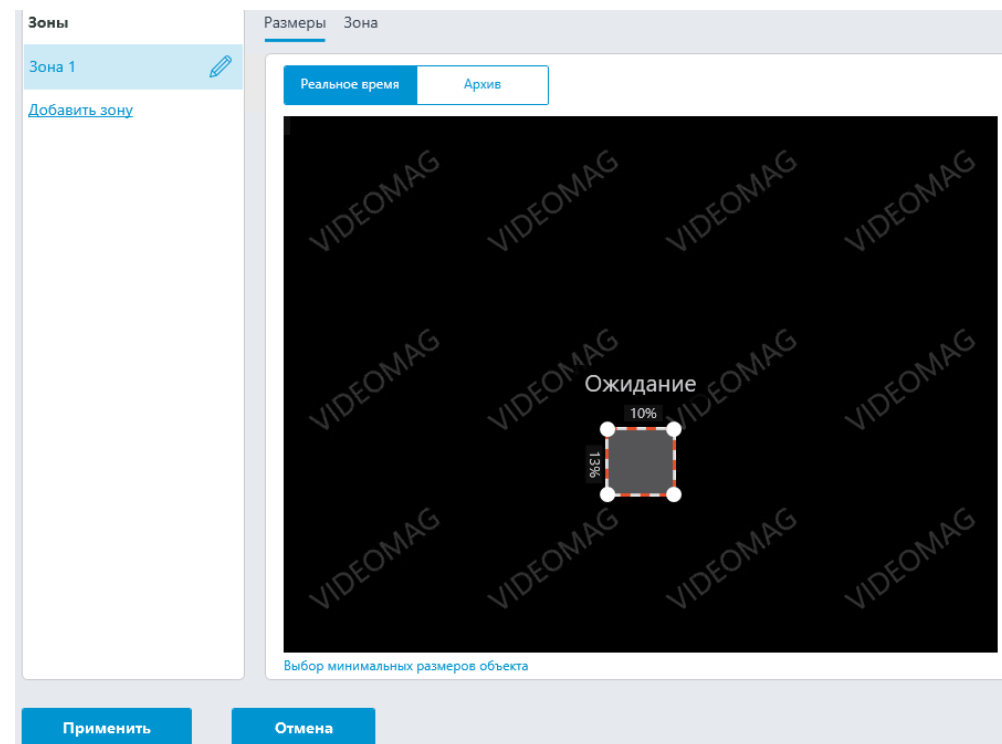 Зоны
Зона 1
Добавить зону
Размеры Зона
Реальное время Архив
VIDEOMAG VIDEOMAG VIDEOMAG VIDEOMAG
VIDEOMAG VIDEOMAG VIDEOMAG VIDEOMAG
Ожидание
10%
13%
VIDEOMAG VIDEOMAG VIDEOMAG VIDEOMAG
Выбор минимальных размеров объекта
Применить Отмена